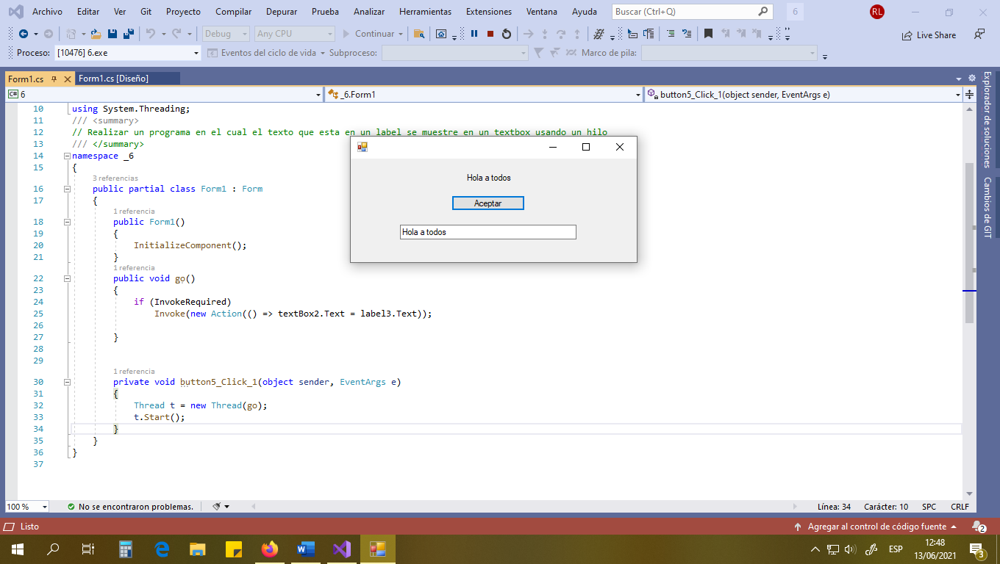 Archivo Editar Ver Git Proyecto Compilar Depurar Prueba Analizar Herramientas Extensiones Ventana Ayuda Buscar (Ctrl+Q) 6 RL
Debug Any CPU Continuar Live Share
Proceso: [10476] 6.exe Eventos del ciclo de vida Subproceso: Marco de pila:
Form1.cs Form1.cs [Diseño]
C# 6 _6.Form1 button5_Click_1(object sender, EventArgs e)
10 using System.Threading;
11 /// <summary>
12 // Realizar un programa en el cual el texto que esta en un label se muestre en un textbox usando un hilo
13 /// </summary>
14 namespace _6
15 {
3 referencias
16 public partial class Form1 : Form
17 {
1 referencia
18 public Form1()
19 {
20 InitializeComponent();
21 }
1 referencia
22 public void go()
23 {
24 if (InvokeRequired)
25 Invoke(new Action(() => textBox2.Text = label3.Text));
26
27 }
28
29
1 referencia
30 private void button5_Click_1(object sender, EventArgs e)
31 {
32 Thread t = new Thread(go);
33 t.Start();
34 }
35 }
36 }
37
Hola a todos
Aceptar
Hola a todos
Explorador de soluciones
Cambios de GIT
100 % No se encontraron problemas. Línea: 34 Carácter: 10 SPC CRLF
Listo Agregar al control de código fuente 2
ESP 12:48
13/06/2021 3